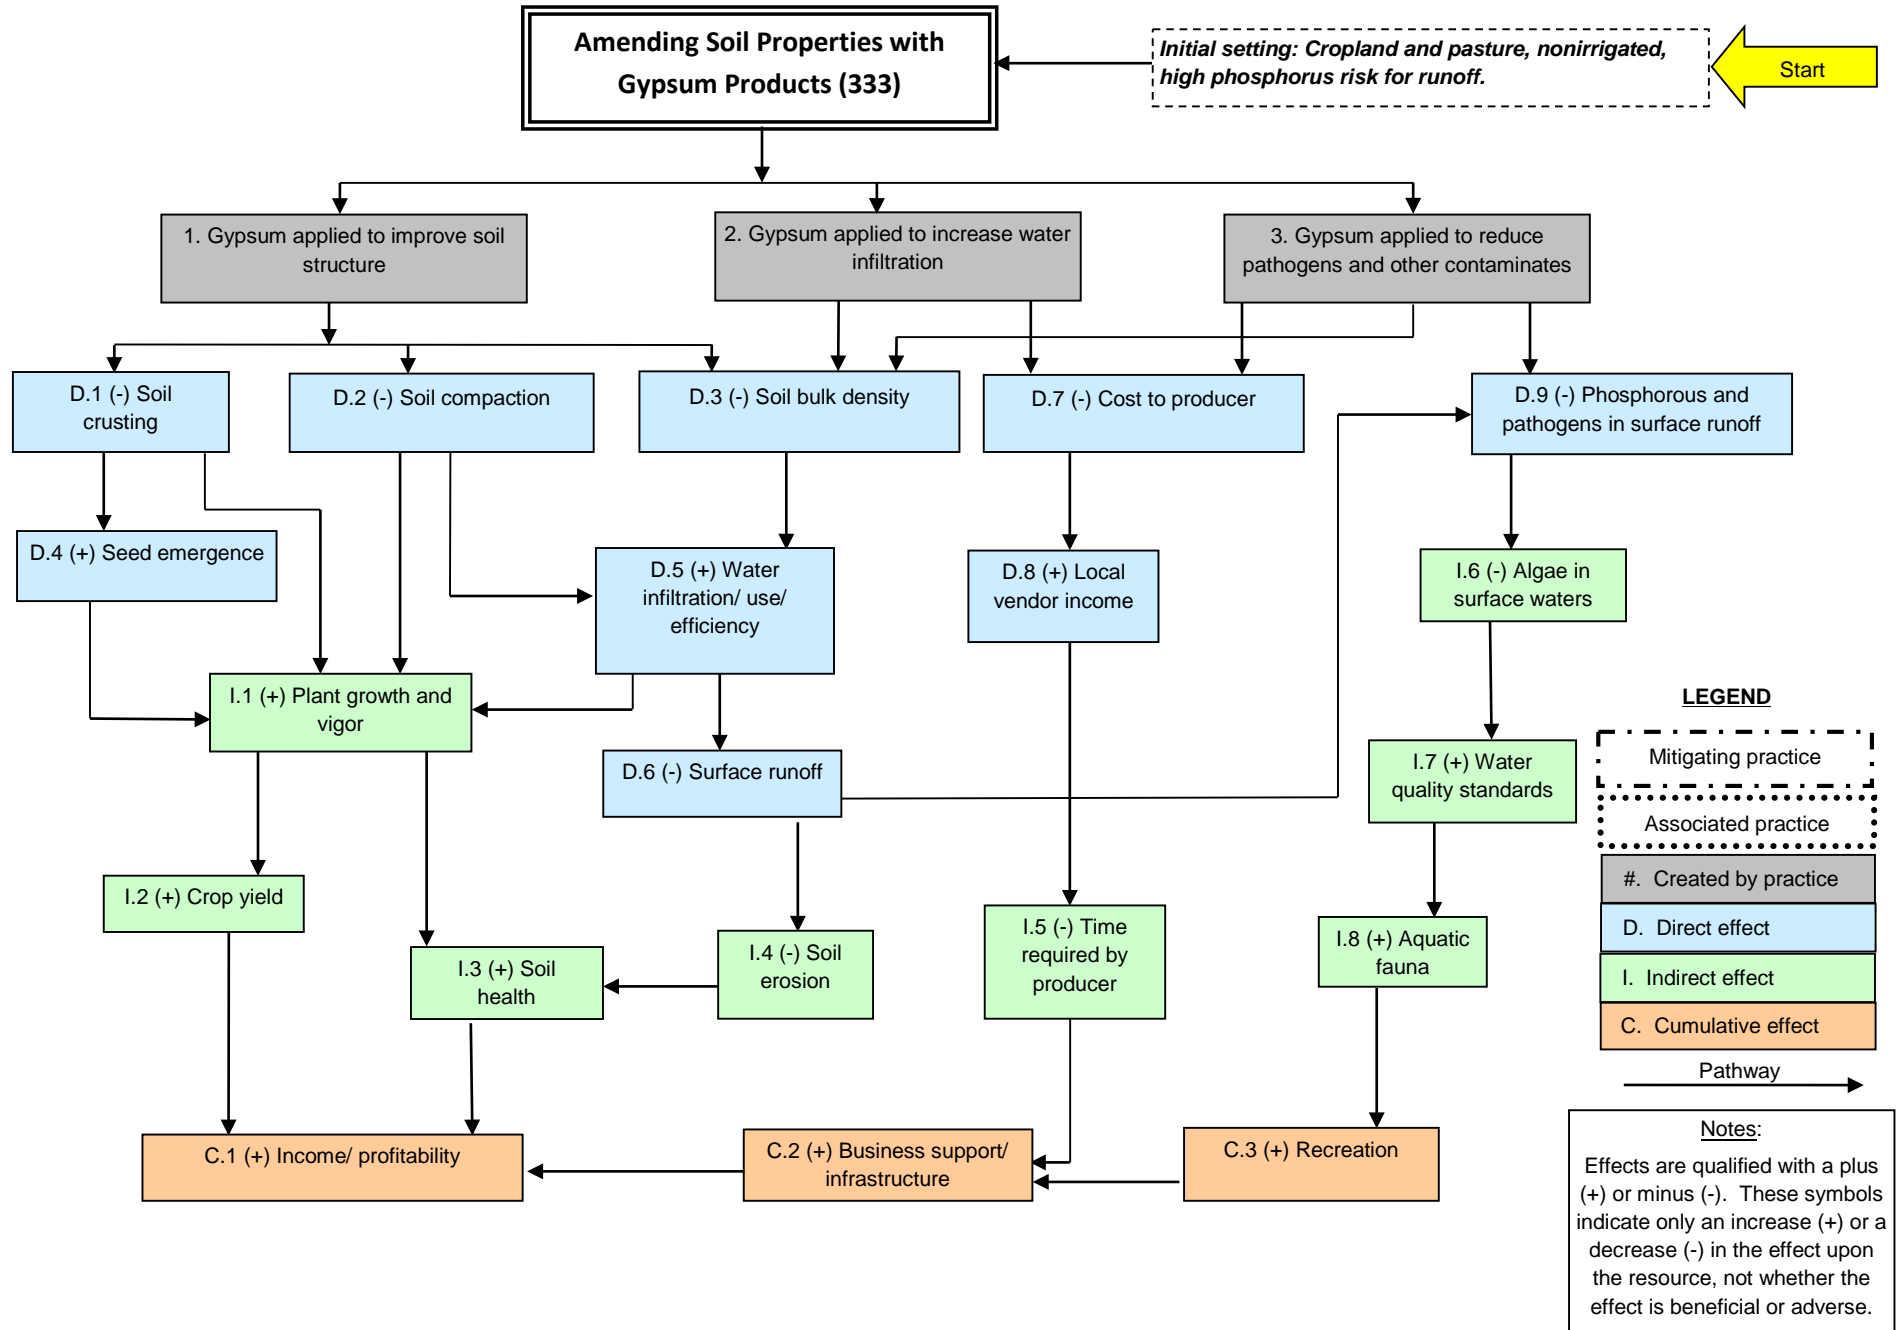 Amending Soil Properties with
Gypsum Products (333)
Initial setting: Cropland and pasture, nonirrigated,
high phosphorus risk for runoff.
Start
1. Gypsum applied to improve soil
structure
2. Gypsum applied to increase water
infiltration
3. Gypsum applied to reduce
pathogens and other contaminates
D.1 (-) Soil
crusting
D.2 (-) Soil compaction
D.3 (-) Soil bulk density
D.7 (-) Cost to producer
D.9 (-) Phosphorous and
pathogens in surface runoff
D.4 (+) Seed emergence
D.5 (+) Water
infiltration/ use/
efficiency
D.8 (+) Local
vendor income
I.6 (-) Algae in
surface waters
I.1 (+) Plant growth and
vigor
D.6 (-) Surface runoff
I.7 (+) Water
quality standards
I.2 (+) Crop yield
I.3 (+) Soil
health
I.4 (-) Soil
erosion
I.5 (-) Time
required by
producer
I.8 (+) Aquatic
fauna
C.1 (+) Income/ profitability
C.2 (+) Business support/
infrastructure
C.3 (+) Recreation
LEGEND
Mitigating practice
Associated practice
#. Created by practice
D. Direct effect
I. Indirect effect
C. Cumulative effect
Pathway
Notes:
Effects are qualified with a plus
(+) or minus (-). These symbols
indicate only an increase (+) or a
decrease (-) in the effect upon
the resource, not whether the
effect is beneficial or adverse.